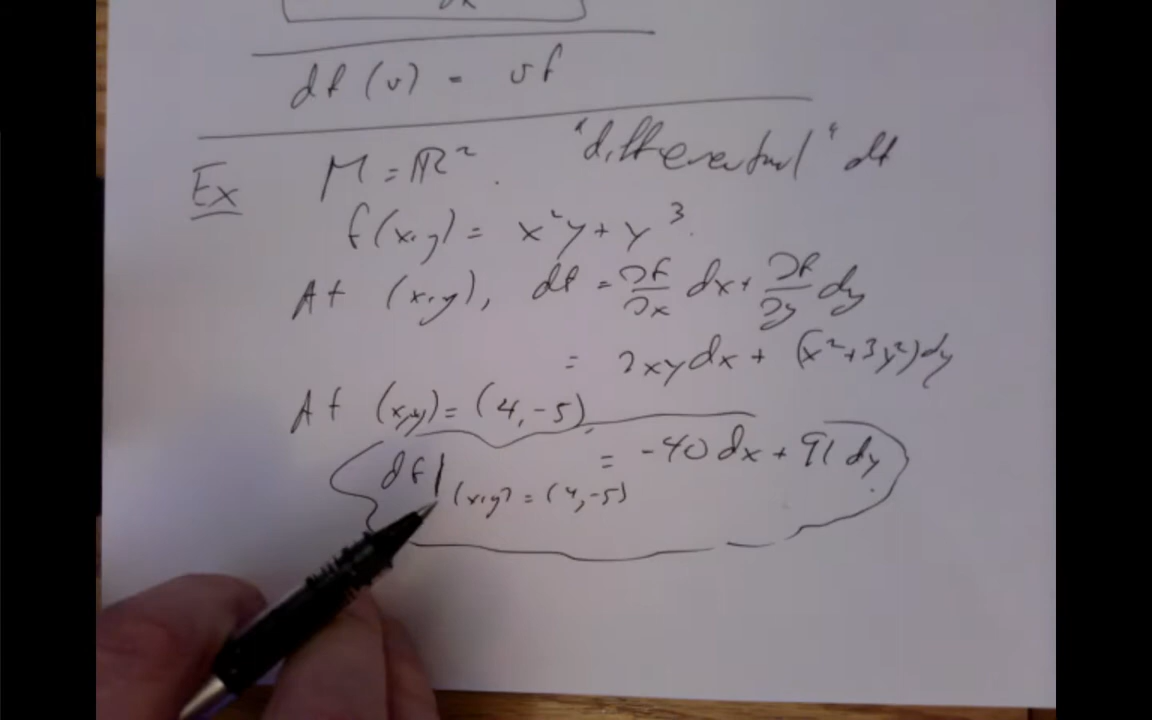 ∂x
df(v) = vf
Ex M = ℝ². "differential" df
f(x,y) = x²y + y³.
At (x,y), df = ∂f/∂x dx + ∂f/∂y dy
= 2xy dx + (x²+3y²) dy
At (x,y) = (4,-5),
df|(x,y)=(4,-5) = -40 dx + 91 dy.